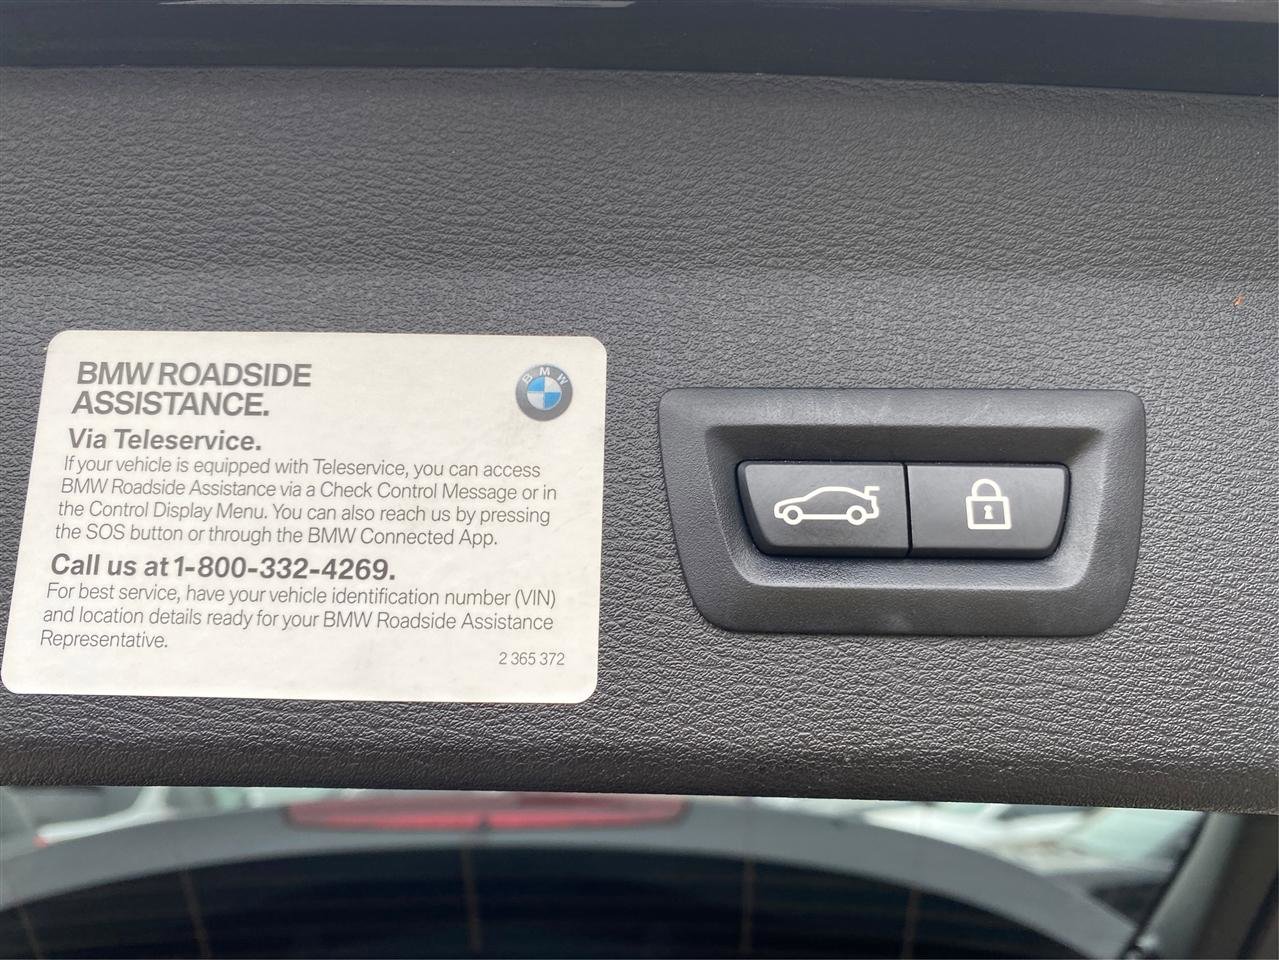 BMW ROADSIDE
ASSISTANCE.
BMW
Via Teleservice.
If your vehicle is equipped with Teleservice, you can access
BMW Roadside Assistance via a Check Control Message or in
the Control Display Menu. You can also reach us by pressing
the SOS button or through the BMW Connected App.
Call us at 1-800-332-4269.
For best service, have your vehicle identification number (VIN)
and location details ready for your BMW Roadside Assistance
Representative.
2 365 372